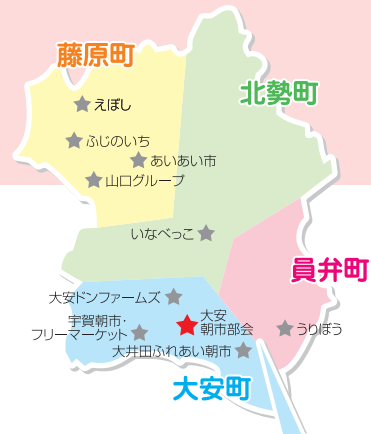 藤原町
北勢町
えぼし
ふじのいち
あいあい市
山口グループ
いなべっこ
員弁町
大安ドンファームズ
宇賀朝市・
フリーマーケット
大安
朝市部会
うりぼう
大井田ふれあい朝市
大安町